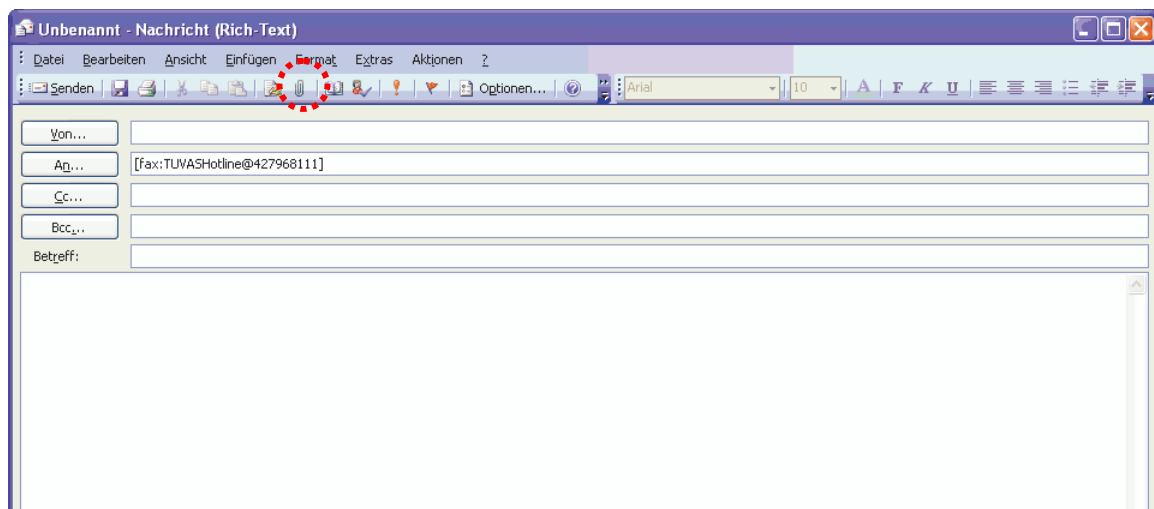 Unbenannt - Nachricht (Rich-Text)
Datei Bearbeiten Ansicht Einfügen Format Extras Aktionen ?
Senden Optionen... Arial 10 A F K U
Von...
An... [fax:TUVASHotline@427968111]
Cc...
Bcc...
Betreff: